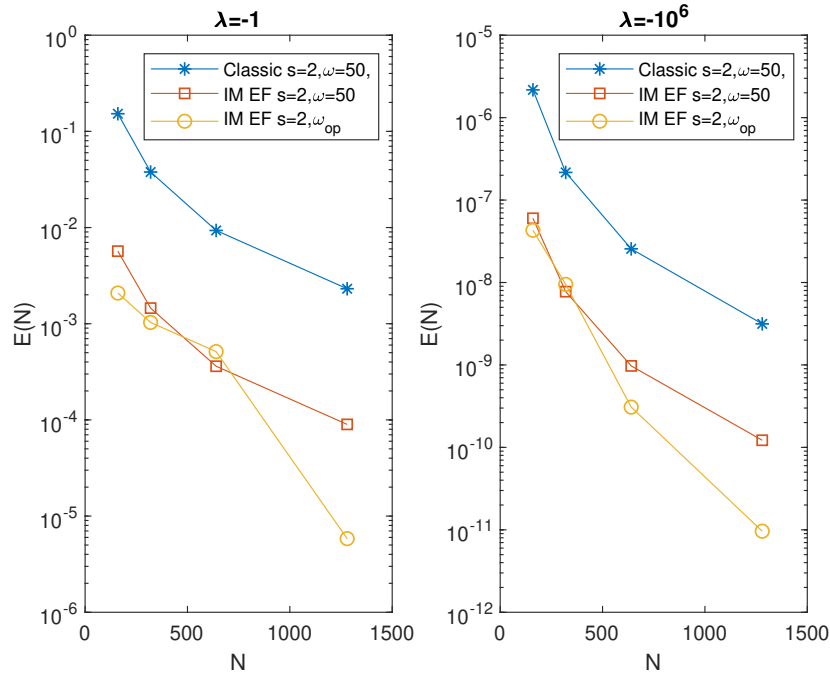 λ=-1
E(N)
10^0
10^-1
10^-2
10^-3
10^-4
10^-5
10^-6
Classic s=2,ω=50,
IM EF s=2,ω=50
IM EF s=2,ω_op
0 500 1000 1500
N
λ=-10^6
E(N)
10^-5
10^-6
10^-7
10^-8
10^-9
10^-10
10^-11
10^-12
Classic s=2,ω=50,
IM EF s=2,ω=50
IM EF s=2,ω_op
0 500 1000 1500
N